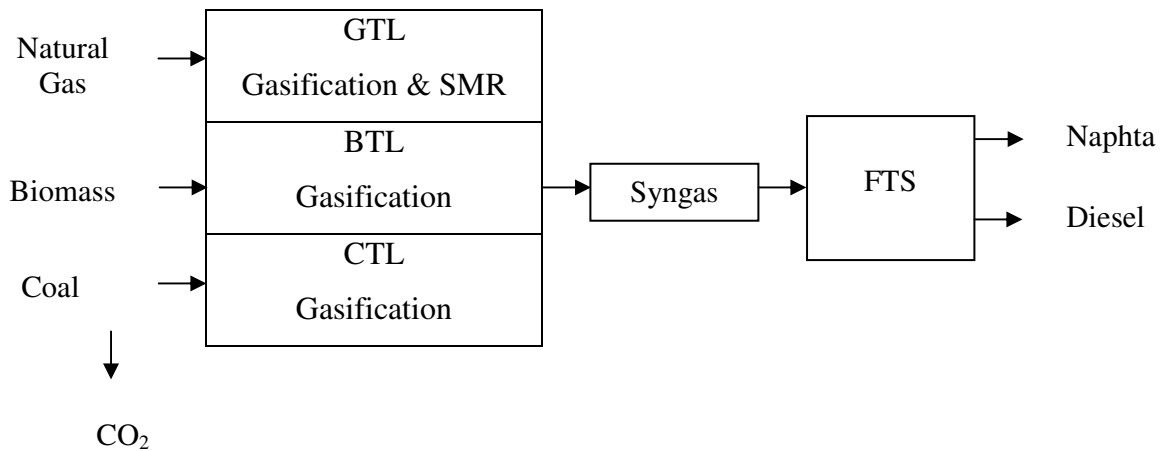 Natural
Gas
GTL
Gasification & SMR
Biomass
BTL
Gasification
Coal
CTL
Gasification
CO₂
Syngas
FTS
Naphta
Diesel